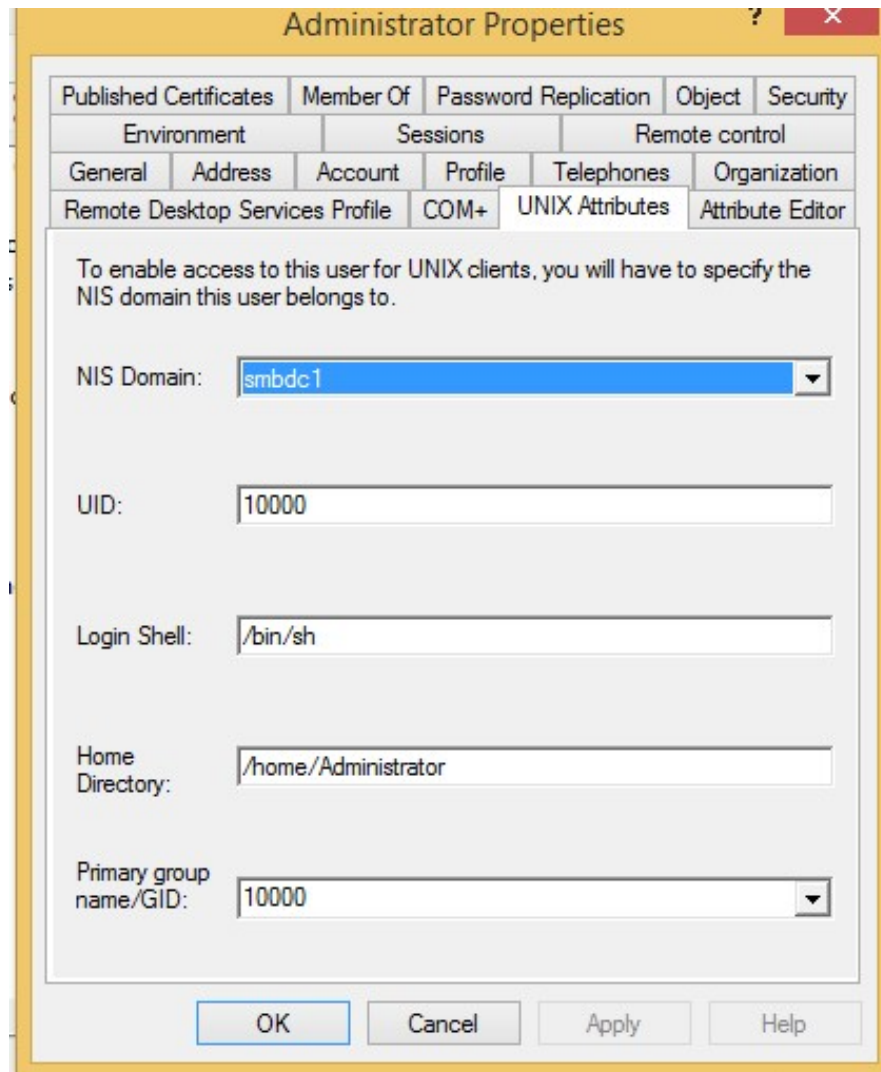 Administrator Properties
?
Published Certificates Member Of Password Replication Object Security
Environment Sessions Remote control
General Address Account Profile Telephones Organization
Remote Desktop Services Profile COM+ UNIX Attributes Attribute Editor
To enable access to this user for UNIX clients, you will have to specify the
NIS domain this user belongs to.
NIS Domain: smbdc1
UID: 10000
Login Shell: /bin/sh
Home
Directory: /home/Administrator
Primary group
name/GID: 10000
OK Cancel Apply Help